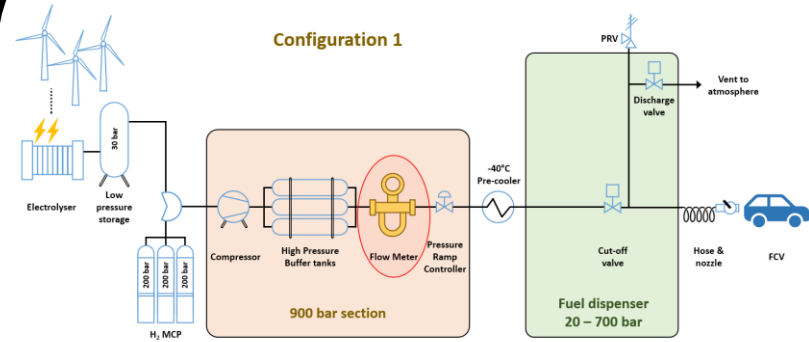 Configuration 1
PRV
Vent to
atmosphere
Discharge
valve
30 bar
-40°C
Pre-cooler
Electrolyser
Low
pressure
storage
Compressor
High Pressure
Buffer tanks
Flow Meter
Pressure
Ramp
Controller
Cut-off
valve
Hose &
nozzle
FCV
200 bar
200 bar
200 bar
H₂ MCP
900 bar section
Fuel dispenser
20 – 700 bar